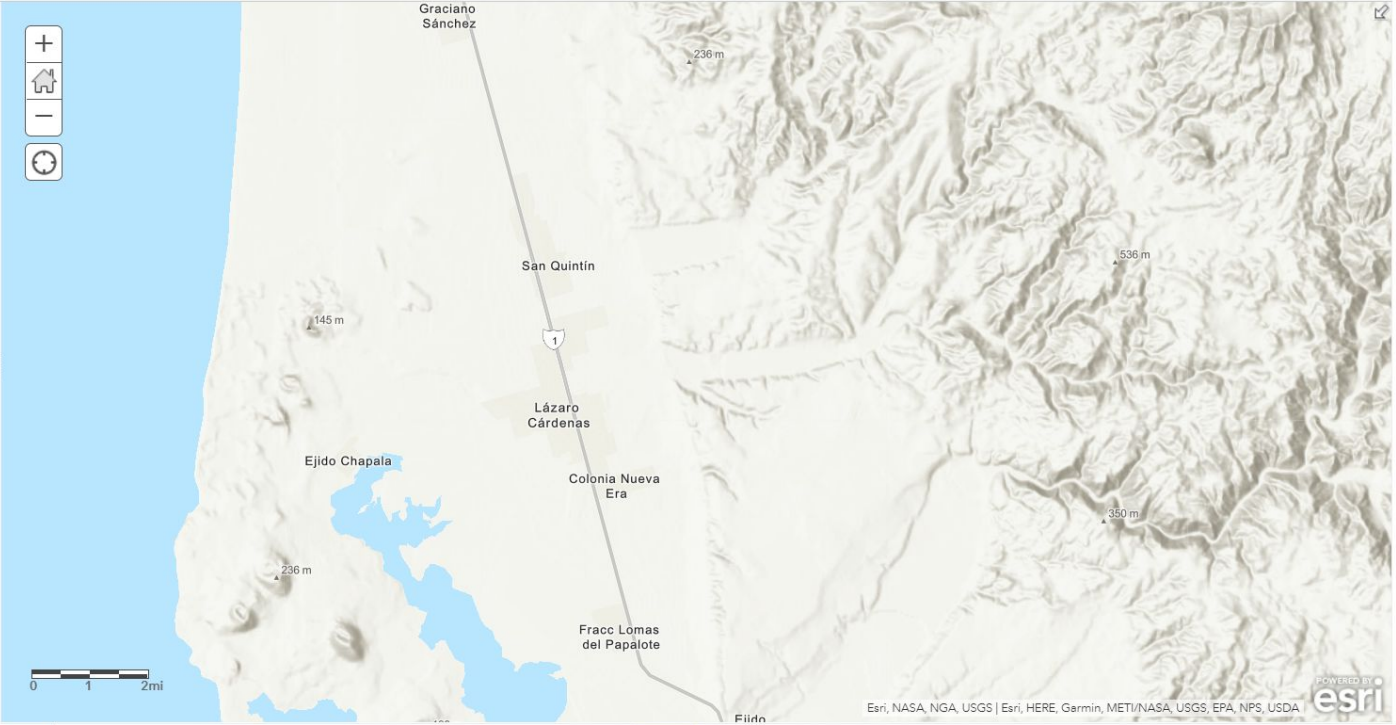 Graciano
Sánchez
236 m
536 m
San Quintín
145 m
1
Lázaro
Cárdenas
Ejido Chapala
Colonia Nueva
Era
350 m
236 m
Fracc Lomas
del Papalote
0 1 2mi
POWERED BY
esri
Esri, NASA, NGA, USGS | Esri, HERE, Garmin, METI/NASA, USGS, EPA, NPS, USDA
Ejido